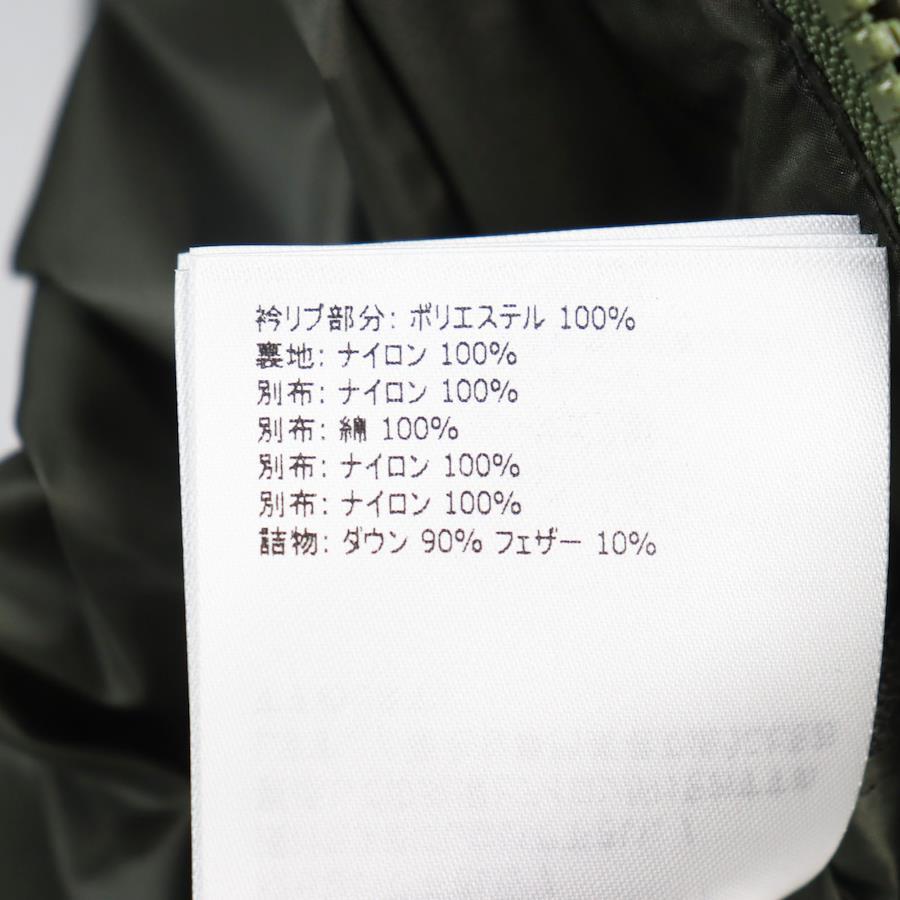 衿リブ部分: ポリエステル 100%
裏地: ナイロン 100%
別布: ナイロン 100%
別布: 綿 100%
別布: ナイロン 100%
別布: ナイロン 100%
詰物: ダウン 90% フェザー 10%